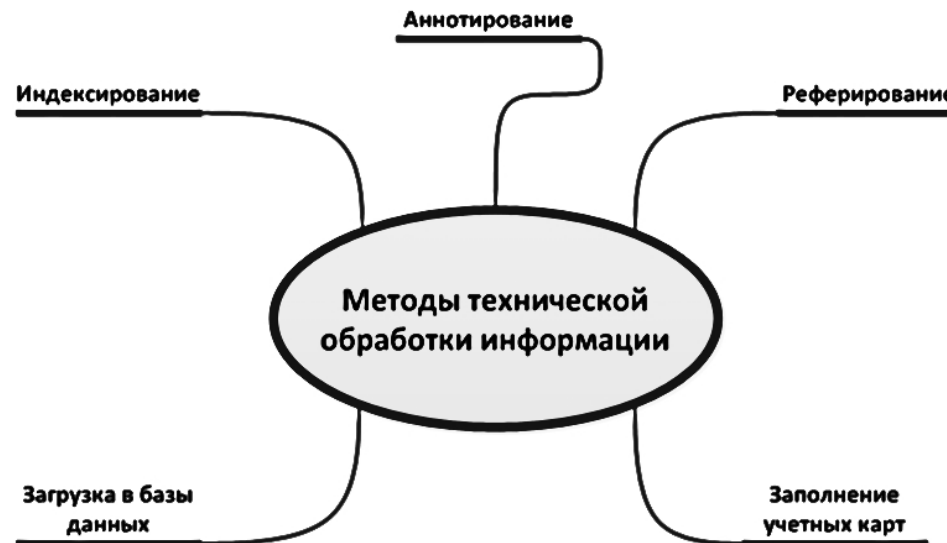 Аннотирование
Индексирование
Реферирование
Методы технической
обработки информации
Загрузка в базы
данных
Заполнение
учетных карт